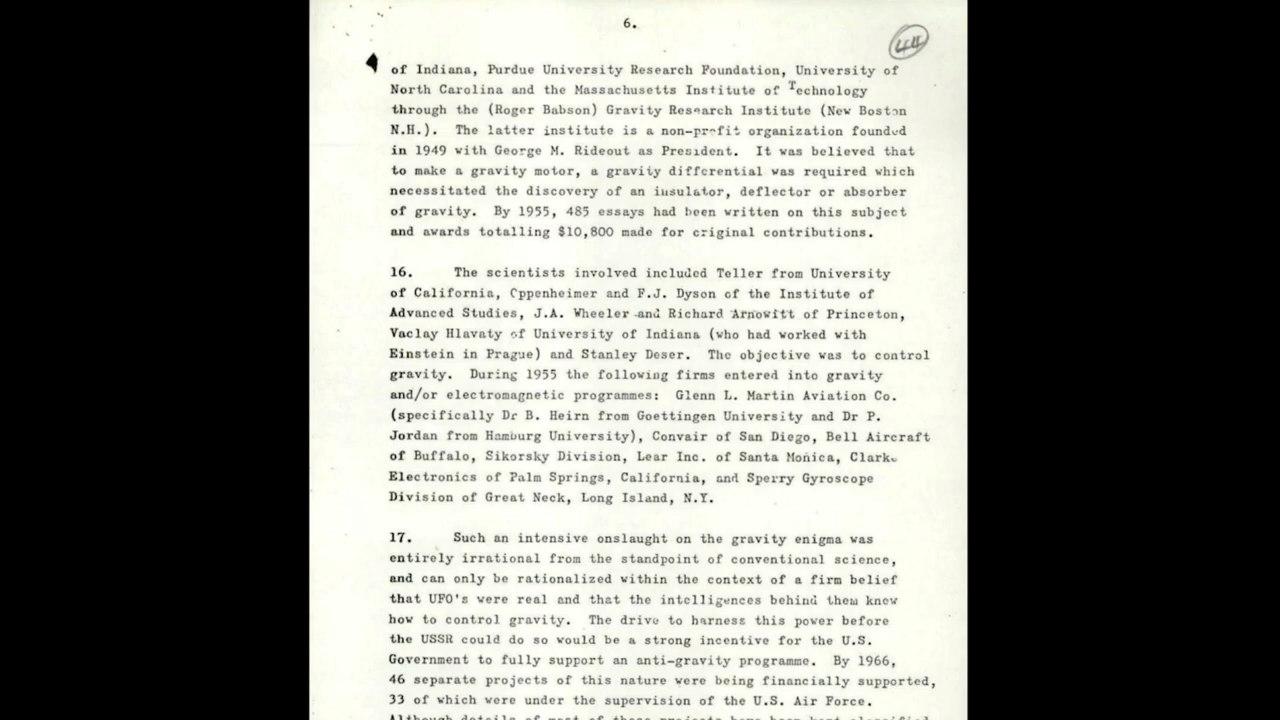 6.
44
of Indiana, Purdue University Research Foundation, University of
North Carolina and the Massachusetts Institute of Technology
through the (Roger Babson) Gravity Research Institute (New Boston
N.H.). The latter institute is a non-profit organization founded
in 1949 with George M. Rideout as President. It was believed that
to make a gravity motor, a gravity differential was required which
necessitated the discovery of an insulator, deflector or absorber
of gravity. By 1955, 485 essays had been written on this subject
and awards totalling $10,800 made for original contributions.
16. The scientists involved included Teller from University
of California, Oppenheimer and F.J. Dyson of the Institute of
Advanced Studies, J.A. Wheeler and Richard Arnowitt of Princeton,
Vaclay Hlavaty of University of Indiana (who had worked with
Einstein in Prague) and Stanley Deser. The objective was to control
gravity. During 1955 the following firms entered into gravity
and/or electromagnetic programmes: Glenn L. Martin Aviation Co.
(specifically Dr B. Heirn from Goettingen University and Dr P.
Jordan from Hamburg University), Convair of San Diego, Bell Aircraft
of Buffalo, Sikorsky Division, Lear Inc. of Santa Monica, Clarke
Electronics of Palm Springs, California, and Sperry Gyroscope
Division of Great Neck, Long Island, N.Y.
17. Such an intensive onslaught on the gravity enigma was
entirely irrational from the standpoint of conventional science,
and can only be rationalized within the context of a firm belief
that UFO's were real and that the intelligences behind them knew
how to control gravity. The drive to harness this power before
the USSR could do so would be a strong incentive for the U.S.
Government to fully support an anti-gravity programme. By 1966,
46 separate projects of this nature were being financially supported,
33 of which were under the supervision of the U.S. Air Force.
Although details of most of these projects have been kept classified